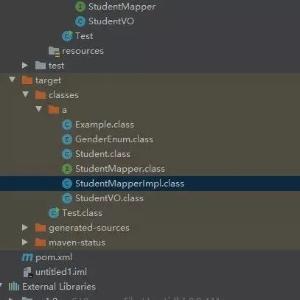 StudentMapper
StudentVO
Test
resources
test
target
classes
a
Example.class
GenderEnum.class
Student.class
StudentMapper.class
StudentMapperImpl.class
StudentVO.class
Test.class
generated-sources
maven-status
pom.xml
untitled1.iml
External Libraries